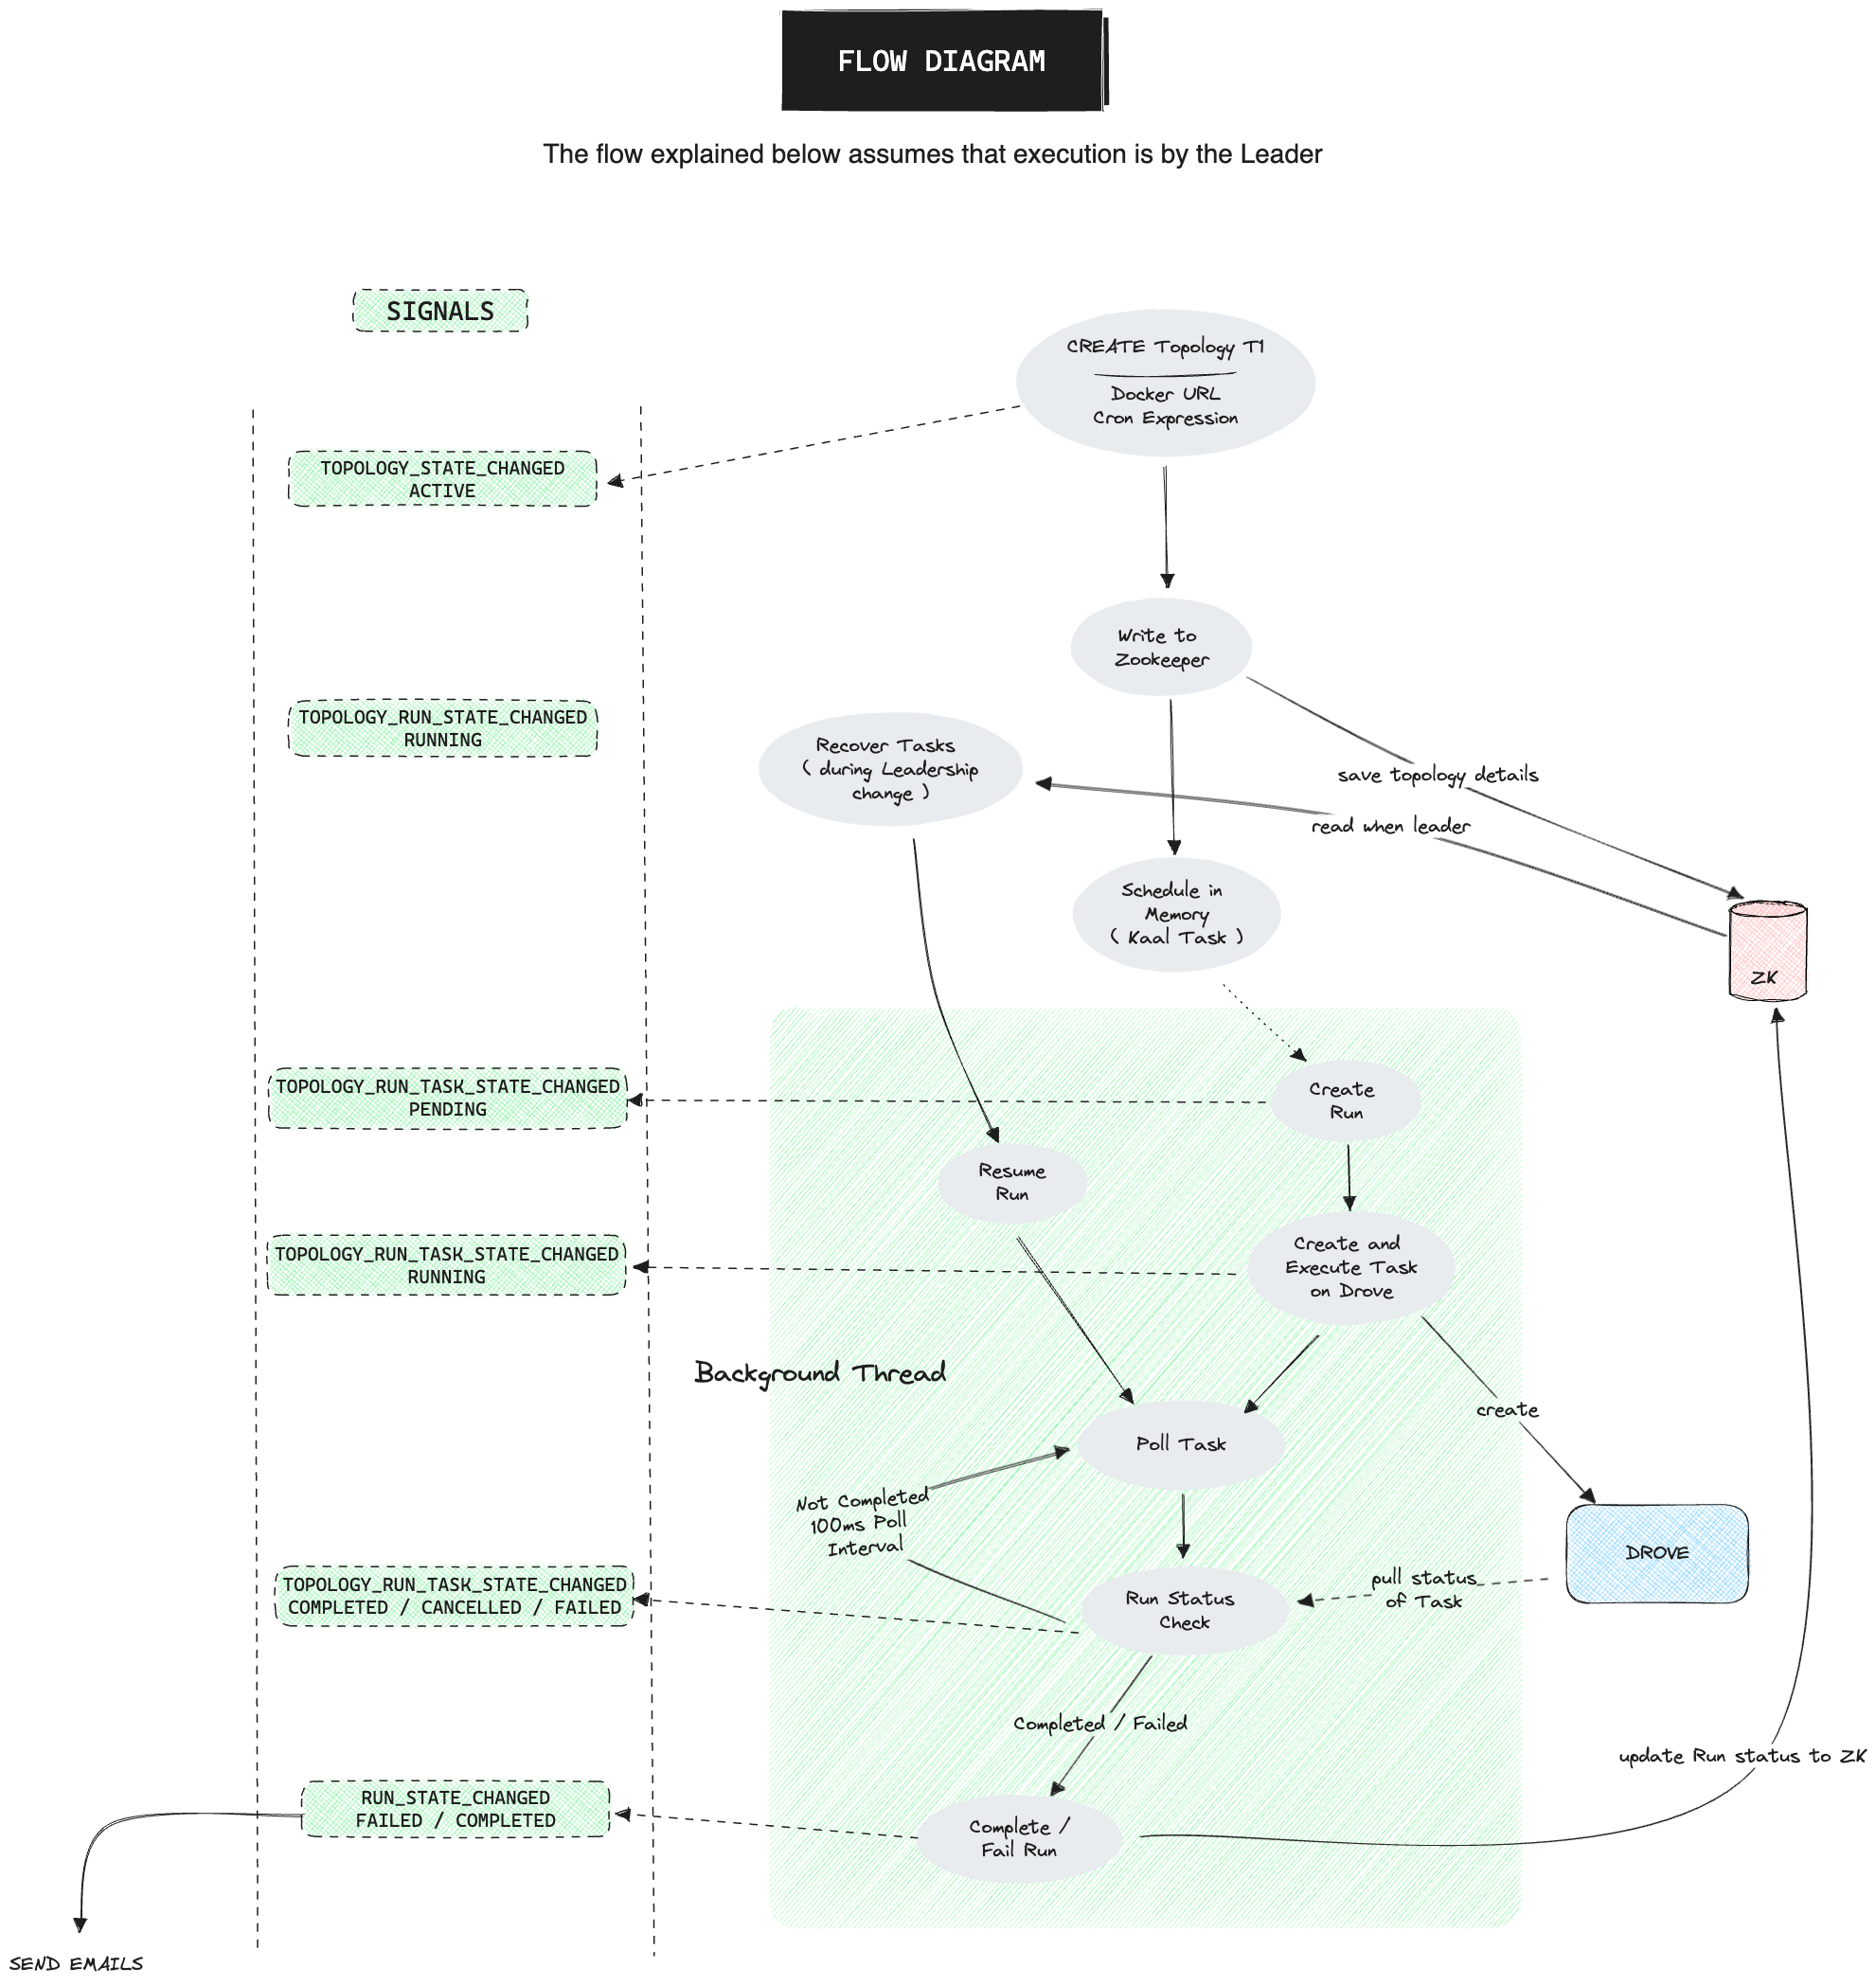 FLOW DIAGRAM
The flow explained below assumes that execution is by the Leader
SIGNALS
CREATE Topology T1
Docker URL
Cron Expression
TOPOLOGY_STATE_CHANGED
ACTIVE
Write to
Zookeeper
TOPOLOGY_RUN_STATE_CHANGED
RUNNING
Recover Tasks
( during Leadership
change )
save topology details
read when leader
Schedule in
Memory
( Kaal Task )
ZK
TOPOLOGY_RUN_TASK_STATE_CHANGED
PENDING
Create
Run
Resume
Run
TOPOLOGY_RUN_TASK_STATE_CHANGED
RUNNING
Create and
Execute Task
on Drove
Background Thread
create
Poll Task
Not Completed
100ms Poll
Interval
DROVE
TOPOLOGY_RUN_TASK_STATE_CHANGED
COMPLETED / CANCELLED / FAILED
Run Status
Check
pull status
of Task
Completed / Failed
update Run status to ZK
RUN_STATE_CHANGED
FAILED / COMPLETED
Complete /
Fail Run
SEND EMAILS